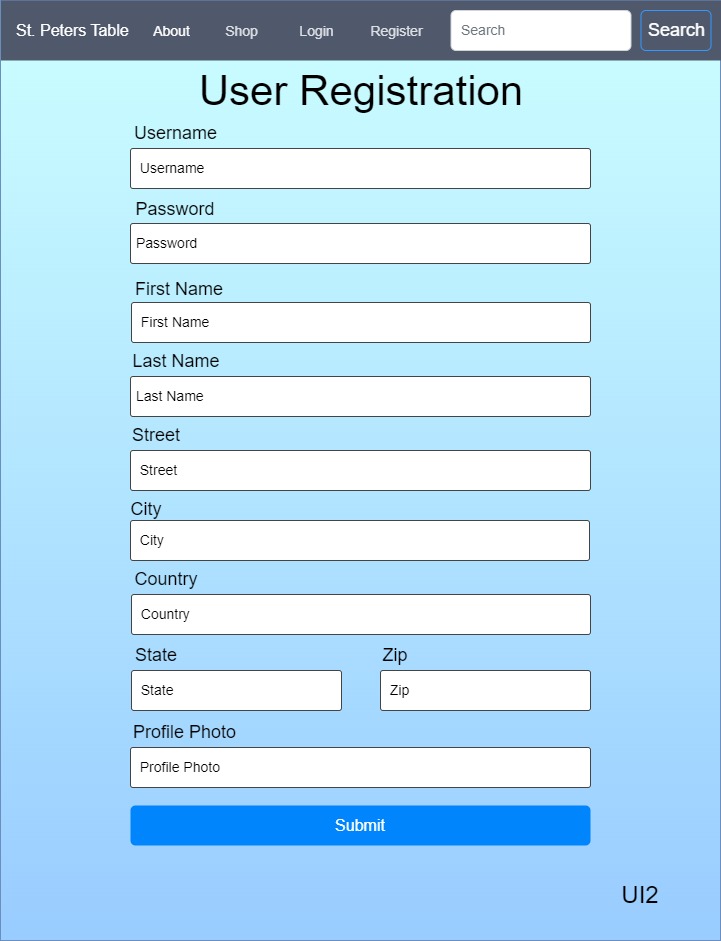 St. Peters Table About Shop Login Register Search Search
User Registration
Username
Username
Password
Password
First Name
First Name
Last Name
Last Name
Street
Street
City
City
Country
Country
State Zip
State Zip
Profile Photo
Profile Photo
Submit
UI2